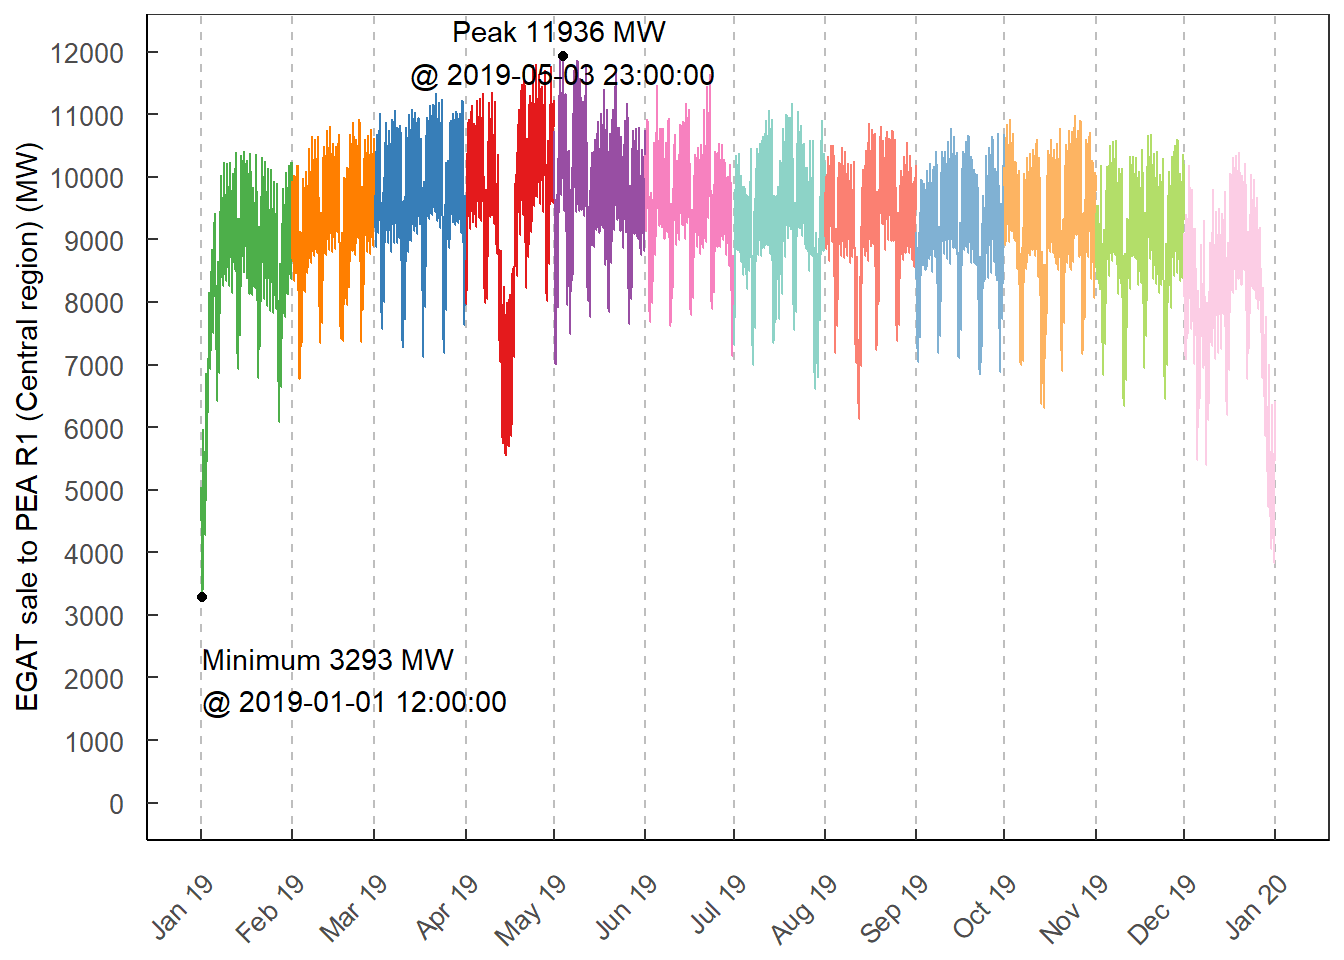 Peak 11936 MW
@ 2019-05-03 23:00:00
12000
11000
10000
9000
8000
7000
6000
5000
4000
3000
2000
1000
0
EGAT sale to PEA R1 (Central region) (MW)
Minimum 3293 MW
@ 2019-01-01 12:00:00
Jan 19
Feb 19
Mar 19
Apr 19
May 19
Jun 19
Jul 19
Aug 19
Sep 19
Oct 19
Nov 19
Dec 19
Jan 20